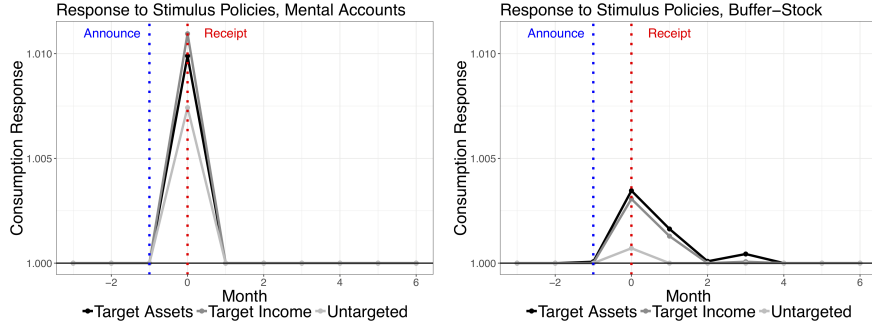 Response to Stimulus Policies, Mental Accounts
Announce
Receipt
1.010
1.005
1.000
Consumption Response
−2
0
2
4
6
Month
Target Assets Target Income Untargeted
Response to Stimulus Policies, Buffer−Stock
Announce
Receipt
1.010
1.005
1.000
Consumption Response
−2
0
2
4
6
Month
Target Assets Target Income Untargeted